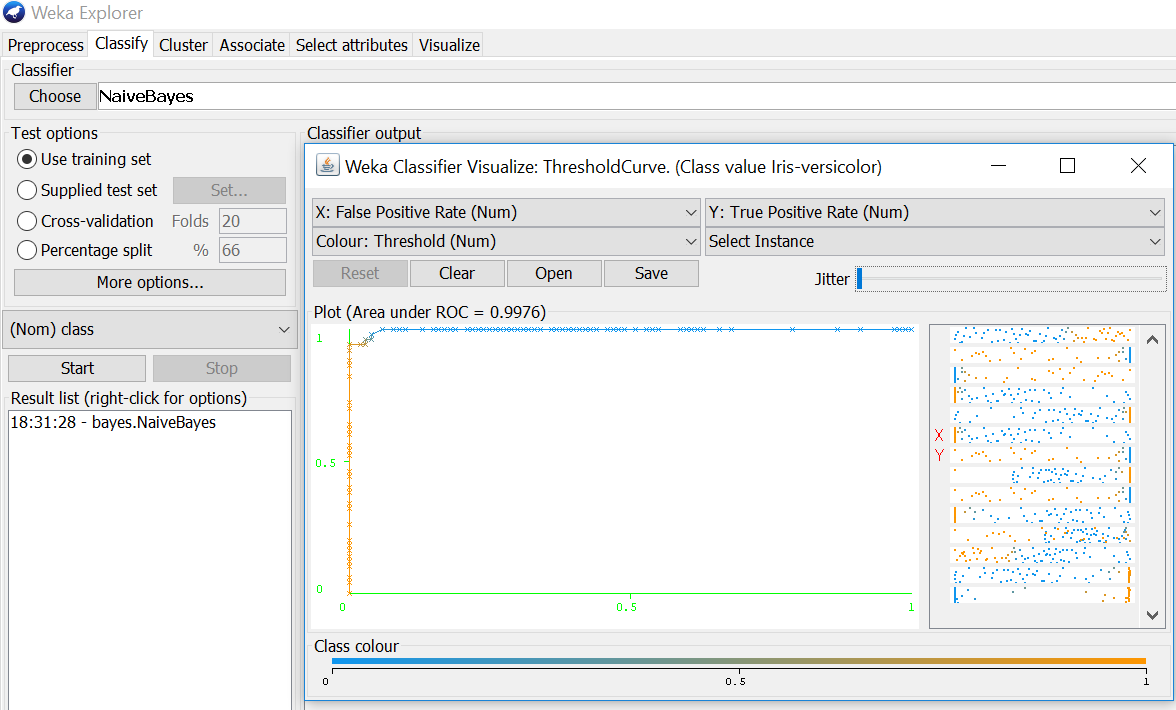 Weka Explorer
Preprocess Classify Cluster Associate Select attributes Visualize
Classifier
Choose NaiveBayes
Test options
Use training set
Supplied test set Set...
Cross-validation Folds 20
Percentage split % 66
More options...
(Nom) class
Start Stop
Result list (right-click for options)
18:31:28 - bayes.NaiveBayes
Classifier output
Weka Classifier Visualize: ThresholdCurve. (Class value Iris-versicolor)
X: False Positive Rate (Num) Y: True Positive Rate (Num)
Colour: Threshold (Num) Select Instance
Reset Clear Open Save Jitter
Plot (Area under ROC = 0.9976)
1
0.5
0
0 0.5 1
X
Y
Class colour
0 0.5 1